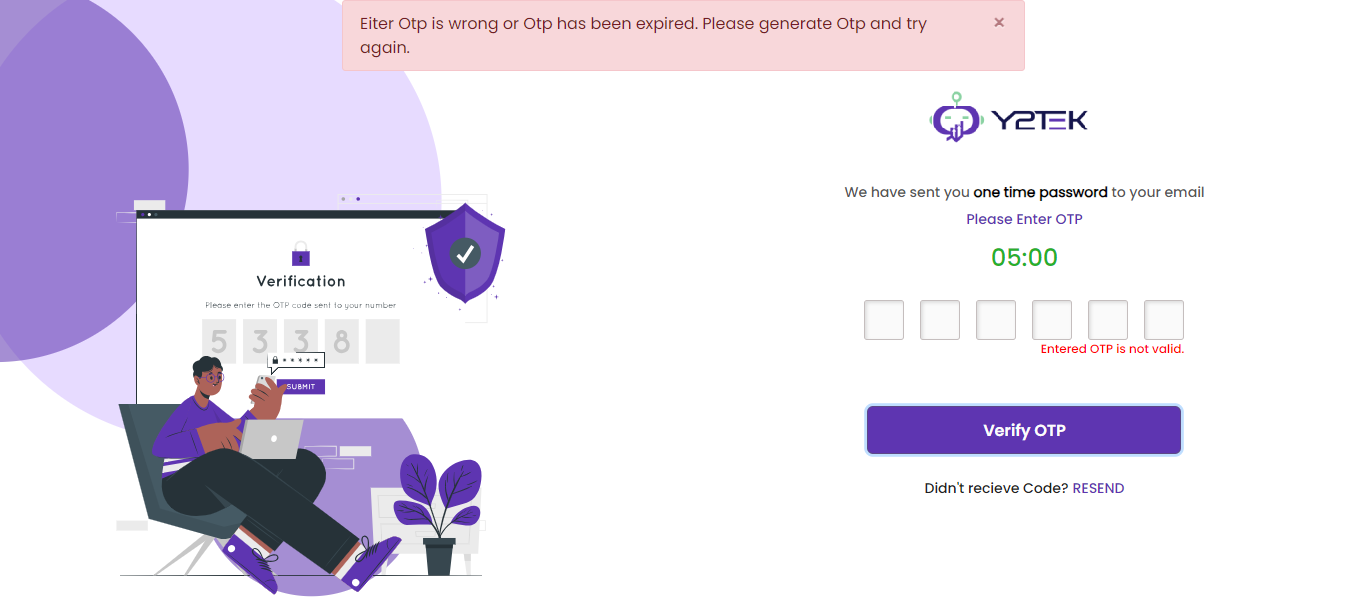 Eiter Otp is wrong or Otp has been expired. Please generate Otp and try
again.
×
Y2TEK
We have sent you one time password to your email
Please Enter OTP
05:00
Entered OTP is not valid.
Verify OTP
Didn't recieve Code? RESEND
Verification
Please enter the OTP code sent to your number
5 3 3 8
* * * * *
SUBMIT